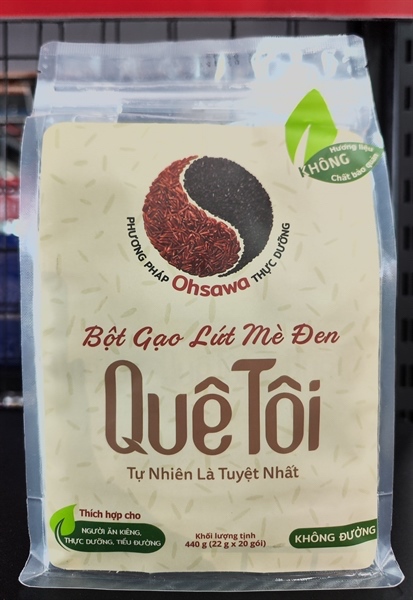 Hương liệu
KHÔNG
Chất bảo quản
PHƯƠNG PHÁP Ohsawa THỰC DƯỠNG
Bột Gạo Lứt Mè Đen
Quê Tôi
Tự Nhiên Là Tuyệt Nhất
Thích hợp cho
NGƯỜI ĂN KIÊNG,
THỰC DƯỠNG, TIỂU ĐƯỜNG
Khối lượng tịnh
440 g (22 g x 20 gói)
KHÔNG ĐƯỜNG